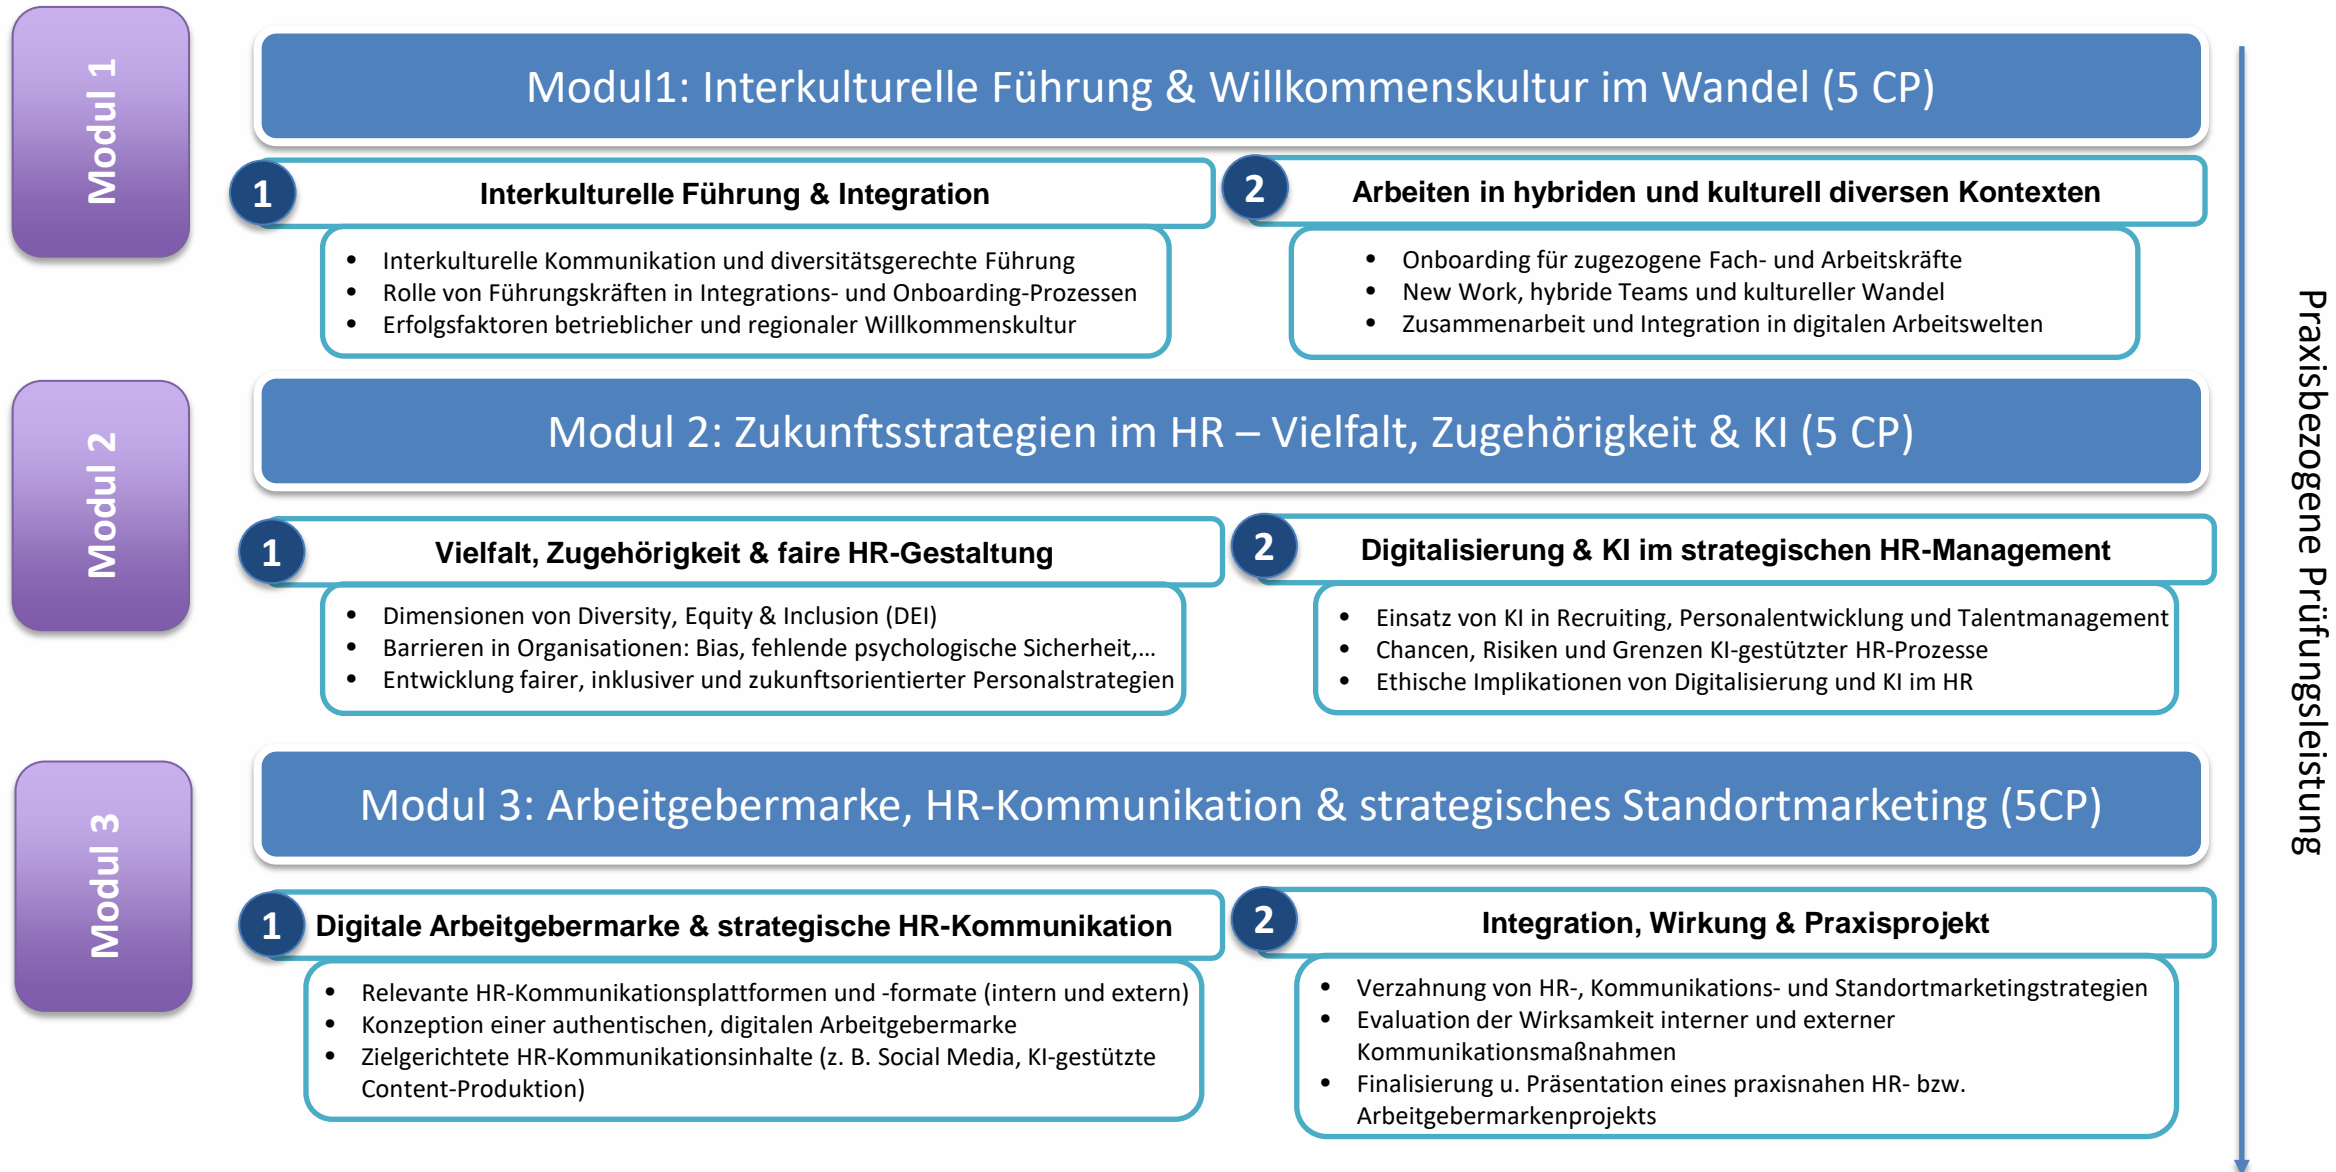 Modul 1
Modul1: Interkulturelle Führung & Willkommenskultur im Wandel (5 CP)
1
Interkulturelle Führung & Integration
• Interkulturelle Kommunikation und diversitätsgerechte Führung
• Rolle von Führungskräften in Integrations- und Onboarding-Prozessen
• Erfolgsfaktoren betrieblicher und regionaler Willkommenskultur
2
Arbeiten in hybriden und kulturell diversen Kontexten
• Onboarding für zugezogene Fach- und Arbeitskräfte
• New Work, hybride Teams und kultureller Wandel
• Zusammenarbeit und Integration in digitalen Arbeitswelten
Modul 2
Modul 2: Zukunftsstrategien im HR – Vielfalt, Zugehörigkeit & KI (5 CP)
1
Vielfalt, Zugehörigkeit & faire HR-Gestaltung
• Dimensionen von Diversity, Equity & Inclusion (DEI)
• Barrieren in Organisationen: Bias, fehlende psychologische Sicherheit,...
• Entwicklung fairer, inklusiver und zukunftsorientierter Personalstrategien
2
Digitalisierung & KI im strategischen HR-Management
• Einsatz von KI in Recruiting, Personalentwicklung und Talentmanagement
• Chancen, Risiken und Grenzen KI-gestützter HR-Prozesse
• Ethische Implikationen von Digitalisierung und KI im HR
Modul 3
Modul 3: Arbeitgebermarke, HR-Kommunikation & strategisches Standortmarketing (5CP)
1
Digitale Arbeitgebermarke & strategische HR-Kommunikation
• Relevante HR-Kommunikationsplattformen und -formate (intern und extern)
• Konzeption einer authentischen, digitalen Arbeitgebermarke
• Zielgerichtete HR-Kommunikationsinhalte (z. B. Social Media, KI-gestützte
Content-Produktion)
2
Integration, Wirkung & Praxisprojekt
• Verzahnung von HR-, Kommunikations- und Standortmarketingstrategien
• Evaluation der Wirksamkeit interner und externer
Kommunikationsmaßnahmen
• Finalisierung u. Präsentation eines praxisnahen HR- bzw.
Arbeitgebermarkenprojekts
Praxisbezogene Prüfungsleistung